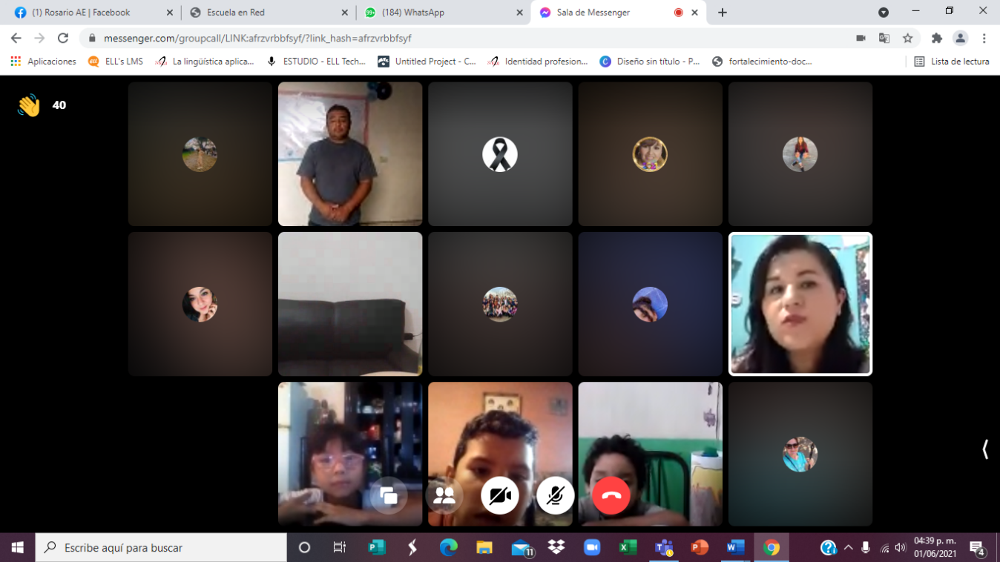 (1) Rosario AE | Facebook
Escuela en Red
99+ (184) WhatsApp
Sala de Messenger
messenger.com/groupcall/LINK:afrzvrbbfsyf/?link_hash=afrzvrbbfsyf
Aplicaciones
ELL's LMS
La lingüística aplica...
ESTUDIO - ELL Tech...
Untitled Project - C...
Identidad profesion...
Diseño sin título - P...
fortalecimiento-doc...
Lista de lectura
40
Escribe aquí para buscar
11
04:39 p. m.
01/06/2021
4